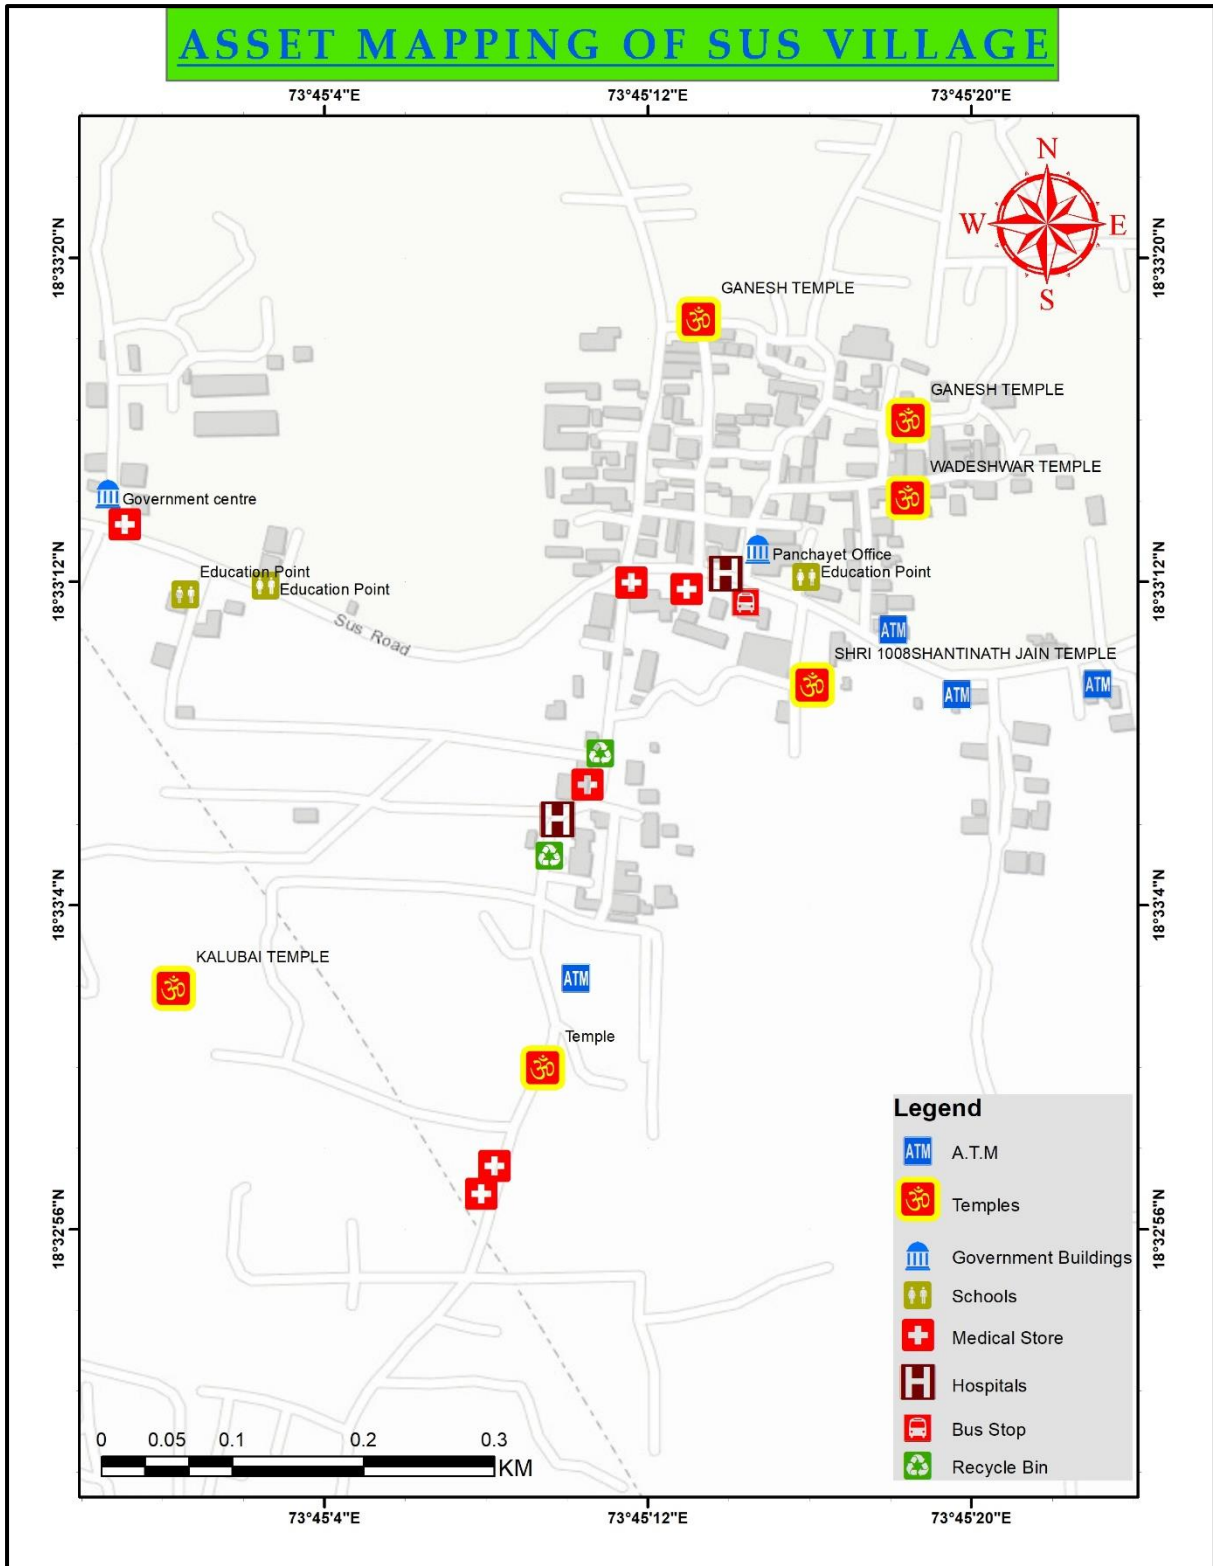 ASSET MAPPING OF SUS VILLAGE
73°45'4"E
73°45'12"E
73°45'20"E
N
W
E
S
18°33'20"N
18°33'20"N
GANESH TEMPLE
GANESH TEMPLE
WADESHWAR TEMPLE
Government centre
Panchayet Office
Education Point
Education Point
Education Point
18°33'12"N
18°33'12"N
H
Sus Road
ATM
SHRI 1008SHANTINATH JAIN TEMPLE
ATM
ATM
ॐ
ॐ
ॐ
ॐ
H
18°33'4"N
18°33'4"N
KALUBAI TEMPLE
ॐ
ATM
Temple
ॐ
Legend
ATM A.T.M
ॐ Temples
Government Buildings
Schools
Medical Store
H Hospitals
Bus Stop
Recycle Bin
18°32'56"N
18°32'56"N
0 0.05 0.1 0.2 0.3
KM
73°45'4"E
73°45'12"E
73°45'20"E